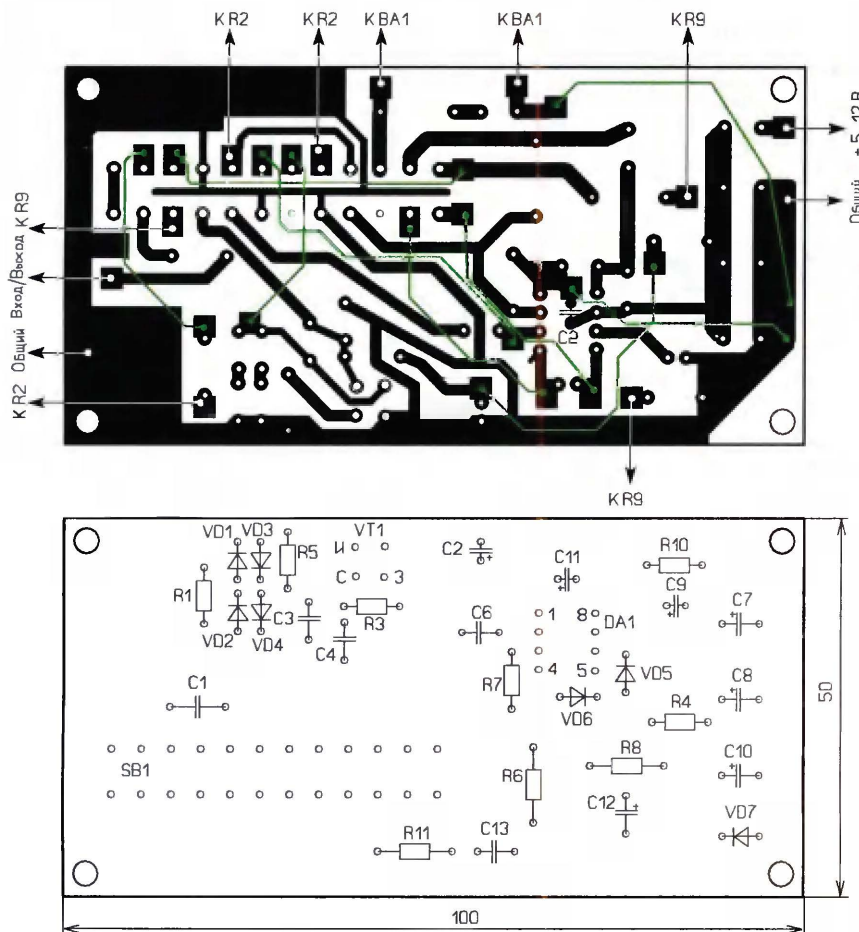 KR2
KR2
KBA1
KBA1
KR9
+ 5...12 В
Общий
KR9
Вход/Выход
Общий
KR2
C2
KR9
VD1
VD3
R5
VT1
И
С
З
R1
C2
+
C11
+
R10
C9
+
C7
+
C3
R3
C6
1
8
DA1
VD2
VD4
C4
4
5
R7
VD5
VD6
C8
+
C1
R4
SB1
R6
R8
C10
+
C12
+
VD7
R11
C13
50
100